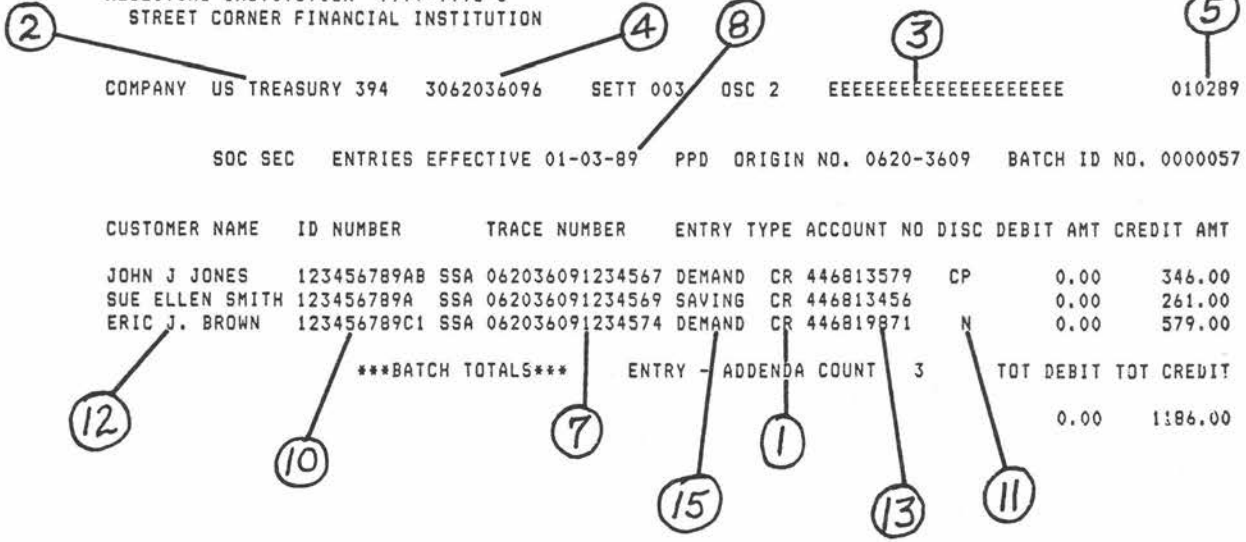 STREET CORNER FINANCIAL INSTITUTION
2 4 8 3 5
COMPANY US TREASURY 394 3062036096 SETT 003 OSC 2 EEEEEEEEEEEEEEEEEEEE 010289
SOC SEC ENTRIES EFFECTIVE 01-03-89 PPD ORIGIN NO. 0620-3609 BATCH ID NO. 0000057
CUSTOMER NAME ID NUMBER TRACE NUMBER ENTRY TYPE ACCOUNT NO DISC DEBIT AMT CREDIT AMT
JOHN J JONES 123456789AB SSA 062036091234567 DEMAND CR 446813579 CP 0.00 346.00
SUE ELLEN SMITH 123456789A SSA 062036091234569 SAVING CR 446813456 0.00 261.00
ERIC J. BROWN 123456789C1 SSA 062036091234574 DEMAND CR 446819871 N 0.00 579.00
***BATCH TOTALS*** ENTRY - ADDENDA COUNT 3 TOT DEBIT TOT CREDIT
0.00 1186.00
12 10 7 15 1 13 11